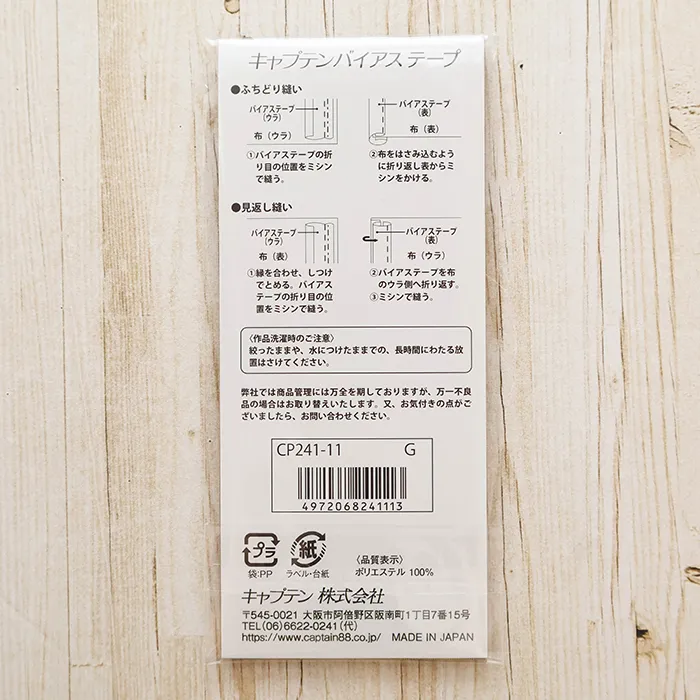 キャプテンバイアステープ
●ふちどり縫い
バイアステープ
(ウラ)
布（ウラ）
バイアステープ
(表)
布（表）
①バイアステープの折
り目の位置をミシン
で縫う。
②布をはさみ込むよう
に折り返し表からミ
シンをかける。
●見返し縫い
バイアステープ
(ウラ)
布（表）
バイアステープ
(表)
布（ウラ）
①縁を合わせ、しつけ
でとめる。バイアス
テープの折り目の位
置をミシンで縫う。
②バイアステープを布
のウラ側へ折り返す。
③ミシンで縫う。
〈作品洗濯時のご注意〉
絞ったままや、水につけたままでの、長時間にわたる放
置はさけてください。
弊社では商品管理には万全を期しておりますが、万一不良
品の場合はお取り替えいたします。又、お気付きの点がご
ざいましたら、お問い合わせください。
CP241-11 G
4972068241113
プラ
袋:PP
紙
ラベル・台紙
〈品質表示〉
ポリエステル 100%
キャプテン 株式会社
〒545-0021 大阪市阿倍野区阪南町1丁目7番15号
TEL(06)6622-0241(代)
https://www.captain88.co.jp/ MADE IN JAPAN